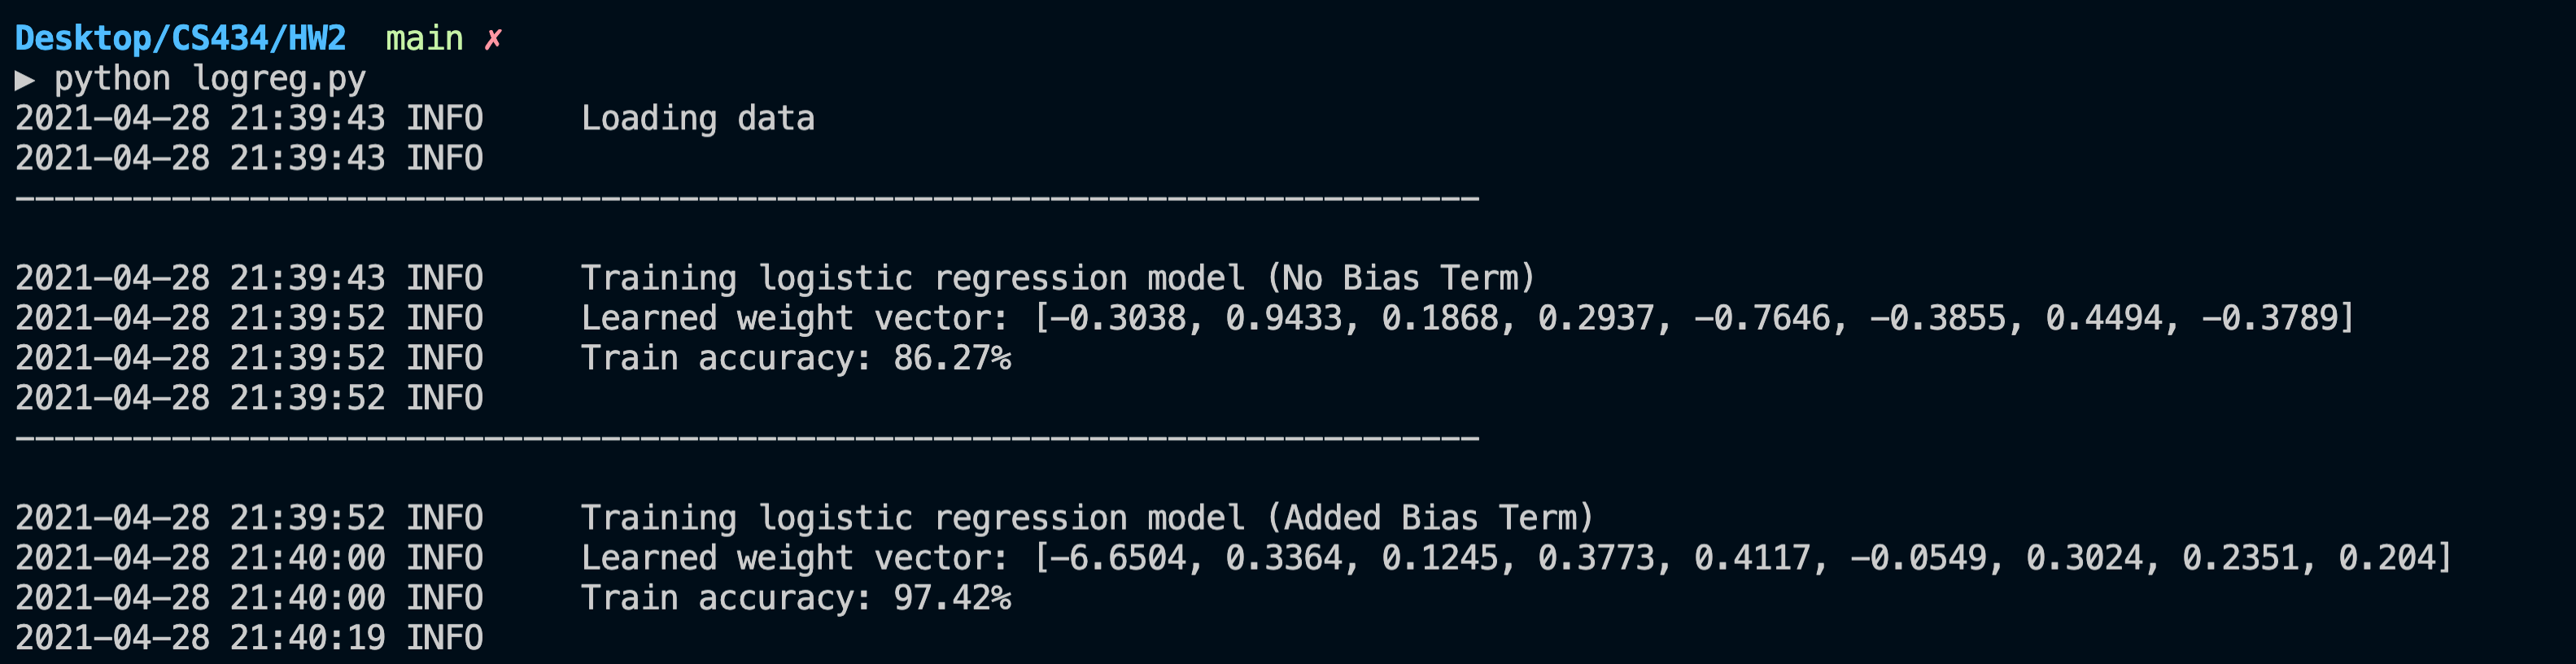 Desktop/CS434/HW2 main ✗
▶ python logreg.py
2021-04-28 21:39:43 INFO Loading data
2021-04-28 21:39:43 INFO
---------------------------------------------------------------------------
2021-04-28 21:39:43 INFO Training logistic regression model (No Bias Term)
2021-04-28 21:39:52 INFO Learned weight vector: [-0.3038, 0.9433, 0.1868, 0.2937, -0.7646, -0.3855, 0.4494, -0.3789]
2021-04-28 21:39:52 INFO Train accuracy: 86.27%
2021-04-28 21:39:52 INFO
---------------------------------------------------------------------------
2021-04-28 21:39:52 INFO Training logistic regression model (Added Bias Term)
2021-04-28 21:40:00 INFO Learned weight vector: [-6.6504, 0.3364, 0.1245, 0.3773, 0.4117, -0.0549, 0.3024, 0.2351, 0.204]
2021-04-28 21:40:00 INFO Train accuracy: 97.42%
2021-04-28 21:40:19 INFO